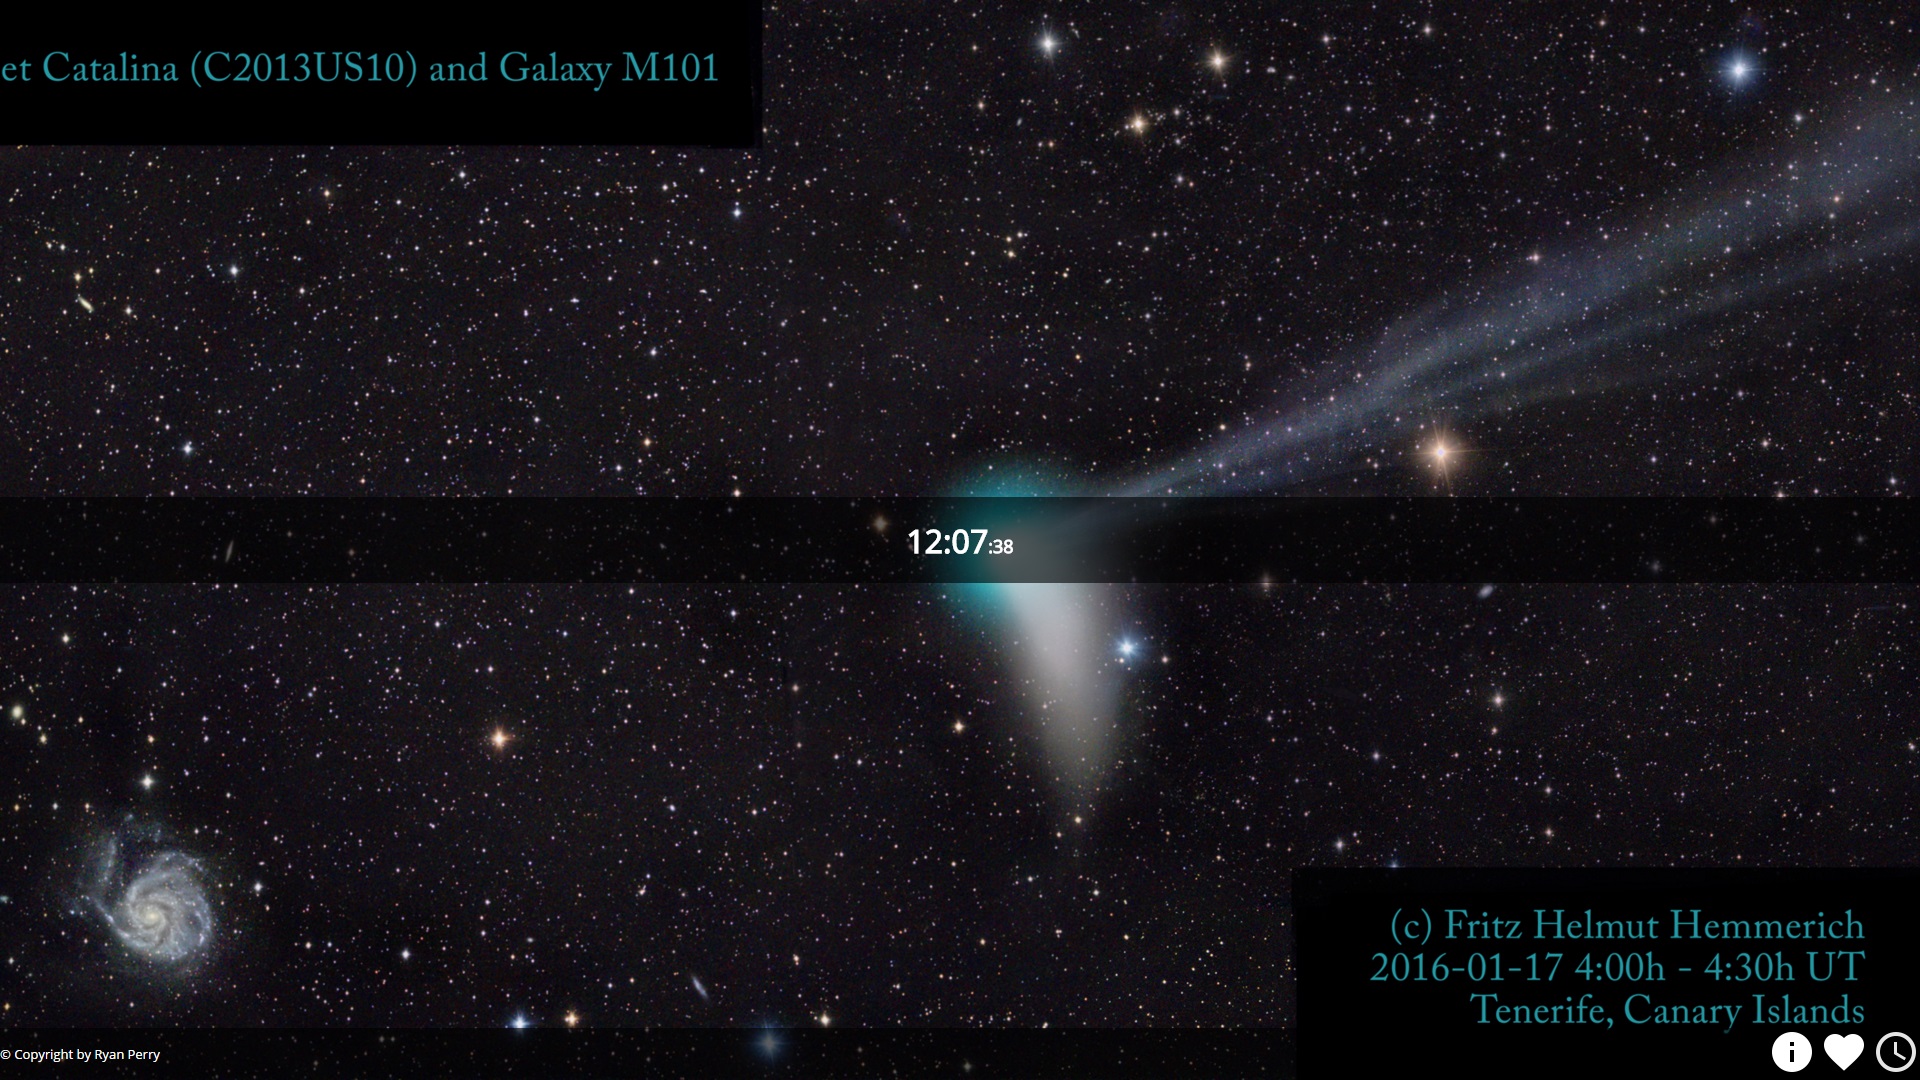 et Catalina (C2013US10) and Galaxy M101
12:07:38
(c) Fritz Helmut Hemmerich
2016-01-17 4:00h - 4:30h UT
Tenerife, Canary Islands
© Copyright by Ryan Perry